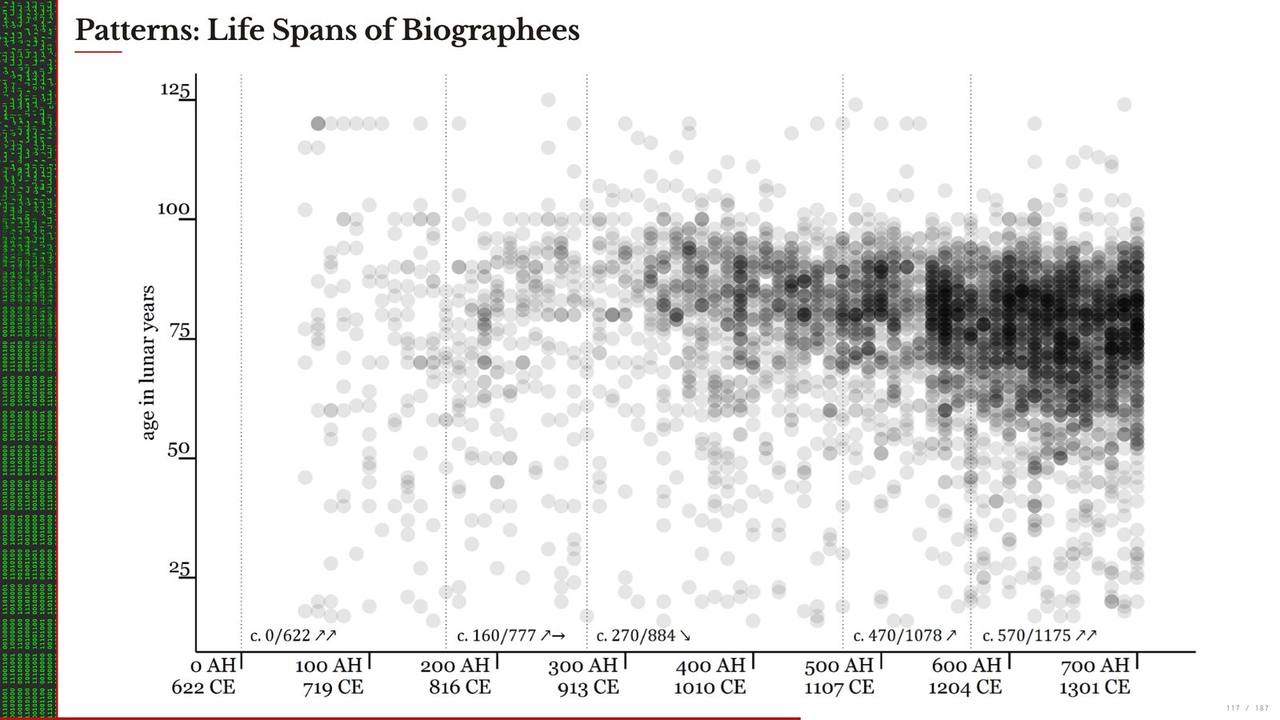 Patterns: Life Spans of Biographees
125
100
75
50
25
age in lunar years
c. 0/622 ↗↗
c. 160/777 ↗→
c. 270/884 ↘
c. 470/1078 ↗
c. 570/1175 ↗↗
0 AH
622 CE
100 AH
719 CE
200 AH
816 CE
300 AH
913 CE
400 AH
1010 CE
500 AH
1107 CE
600 AH
1204 CE
700 AH
1301 CE
117 / 187